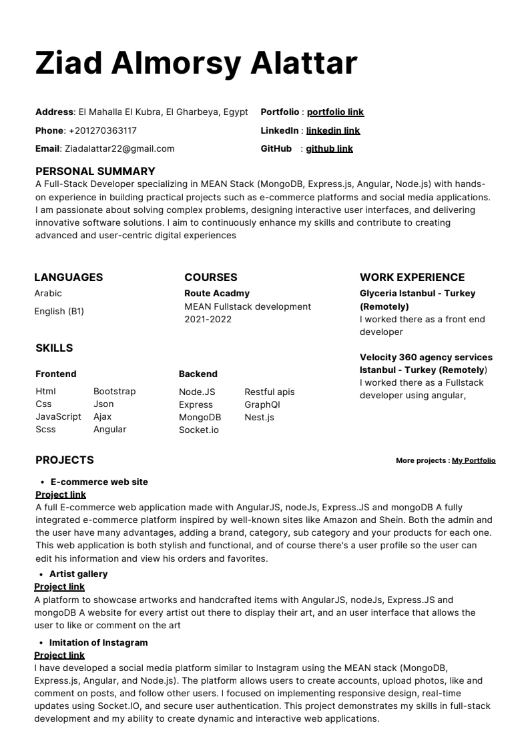 Ziad Almorsy Alattar
Address: El Mahalla El Kubra, El Gharbeya, Egypt
Phone: +201270363117
Email: Ziadalattar22@gmail.com
Portfolio : portfolio link
LinkedIn : linkedin link
GitHub : github link
PERSONAL SUMMARY
A Full-Stack Developer specializing in MEAN Stack (MongoDB, Express.js, Angular, Node.js) with hands-
on experience in building practical projects such as e-commerce platforms and social media applications.
I am passionate about solving complex problems, designing interactive user interfaces, and delivering
innovative software solutions. I aim to continuously enhance my skills and contribute to creating
advanced and user-centric digital experiences
LANGUAGES
Arabic
English (B1)
COURSES
Route Acadmy
MEAN Fullstack development
2021-2022
WORK EXPERIENCE
Glyceria Istanbul - Turkey
(Remotely)
I worked there as a front end
developer
Velocity 360 agency services
Istanbul - Turkey (Remotely)
I worked there as a Fullstack
developer using angular,
SKILLS
Frontend
Html
Css
JavaScript
Scss
Bootstrap
Json
Ajax
Angular
Backend
Node.JS
Express
MongoDB
Socket.io
Restful apis
GraphQl
Nest.js
PROJECTS
More projects : My Portfolio
• E-commerce web site
Project link
A full E-commerce web application made with AngularJS, nodeJs, Express.JS and mongoDB A fully
integrated e-commerce platform inspired by well-known sites like Amazon and Shein. Both the admin and
the user have many advantages, adding a brand, category, sub category and your products for each one.
This web application is both stylish and functional, and of course there's a user profile so the user can
edit his information and view his orders and favorites.
• Artist gallery
Project link
A platform to showcase artworks and handcrafted items with AngularJS, nodeJs, Express.JS and
mongoDB A website for every artist out there to display their art, and an user interface that allows the
user to like or comment on the art
• Imitation of Instagram
Project link
I have developed a social media platform similar to Instagram using the MEAN stack (MongoDB,
Express.js, Angular, and Node.js). The platform allows users to create accounts, upload photos, like and
comment on posts, and follow other users. I focused on implementing responsive design, real-time
updates using Socket.IO, and secure user authentication. This project demonstrates my skills in full-stack
development and my ability to create dynamic and interactive web applications.